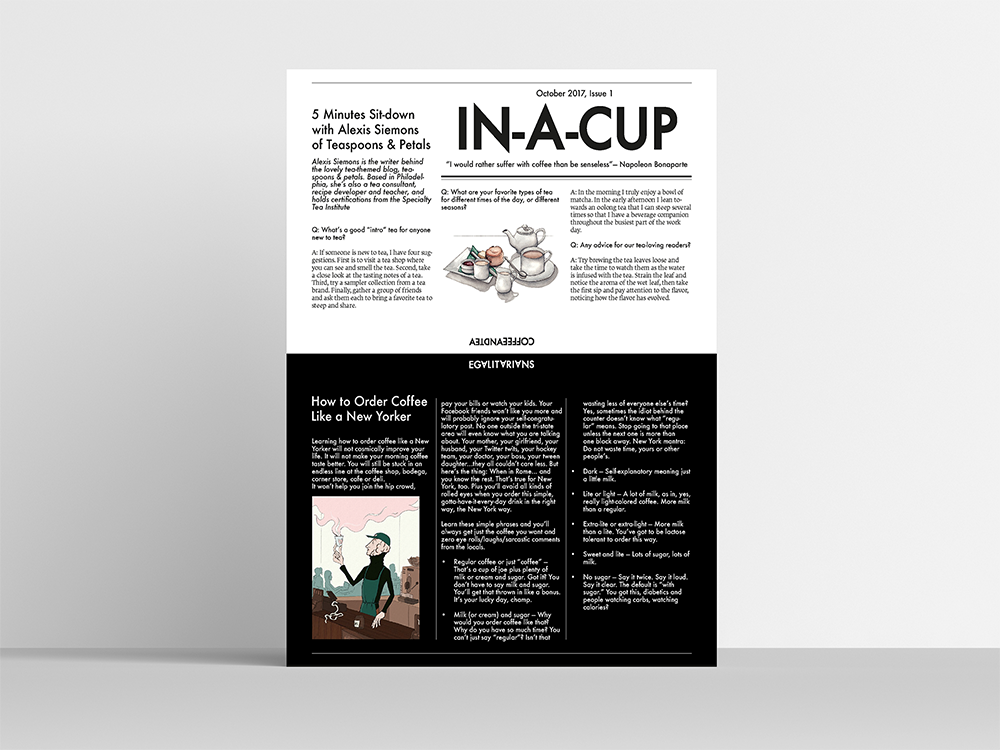 October 2017, Issue 1
IN-A-CUP
"I would rather suffer with coffee than be senseless"— Napoleon Bonaparte
5 Minutes Sit-down
with Alexis Siemons
of Teaspoons & Petals
Alexis Siemons is the writer behind
the lovely tea-themed blog, tea-
spoons & petals. Based in Philadel-
phia, she's also a tea consultant,
recipe developer and teacher, and
holds certifications from the Specialty
Tea Institute
Q: What's a good "intro" tea for anyone
new to tea?
A: If someone is new to tea, I have four sug-
gestions. First is to visit a tea shop where
you can see and smell the tea. Second, take
a close look at the tasting notes of a tea.
Third, try a sampler collection from a tea
brand. Finally, gather a group of friends
and ask them each to bring a favorite tea to
steep and share.
Q: What are your favorite types of tea
for different times of the day, or different
seasons?
A: In the morning I truly enjoy a bowl of
matcha. In the early afternoon I lean to-
wards an oolong tea that I can steep several
times so that I have a beverage companion
throughout the busiest part of the work
day.
Q: Any advice for our tea-loving readers?
A: Try brewing the tea leaves loose and
take the time to watch them as the water
is infused with the tea. Strain the leaf and
notice the aroma of the wet leaf, then take
the first sip and pay attention to the flavor,
noticing how the flavor has evolved.
COFFEEANDTEA
EGALITARIANS
How to Order Coffee
Like a New Yorker
Learning how to order coffee like a New
Yorker will not cosmically improve your
life. It will not make your morning coffee
taste better. You will still be stuck in an
endless line at the coffee shop, bodega,
corner store, cafe or deli.
It won't help you join the hip crowd,
pay your bills or watch your kids. Your
Facebook friends won't like you more and
will probably ignore your self-congratu-
latory post. No one outside the tri-state
area will even know what you are talking
about. Your mother, your girlfriend, your
husband, your Twitter twits, your hockey
team, your doctor, your boss, your tween
daughter...they all couldn't care less. But
here's the thing: When in Rome... and
you know the rest. That's true for New
York, too. Plus you'll avoid all kinds of
rolled eyes when you order this simple,
gotta-have-it-every-day drink in the right
way, the New York way.
Learn these simple phrases and you'll
always get just the coffee you want and
zero eye rolls/laughs/sarcastic comments
from the locals.
• Regular coffee or just "coffee" —
That's a cup of joe plus plenty of
milk or cream and sugar. Got it? You
don't have to say milk and sugar.
You'll get that thrown in like a bonus.
It's your lucky day, champ.
• Milk (or cream) and sugar — Why
would you order coffee like that?
Why do you have so much time? You
can't just say "regular"? Isn't that
wasting less of everyone else's time?
Yes, sometimes the idiot behind the
counter doesn't know what "regu-
lar" means. Stop going to that place
unless the next one is more than
one block away. New York mantra:
Do not waste time, yours or other
people's.
• Dark — Self-explanatory meaning just
a little milk.
• Lite or light — A lot of milk, as in, yes,
really light-colored coffee. More milk
than a regular.
• Extra-lite or extra-light — More milk
than a lite. You've got to be lactose
tolerant to order this way.
• Sweet and lite — Lots of sugar, lots of
milk.
• No sugar — Say it twice. Say it loud.
Say it clear. The default is "with
sugar." You got this, diabetics and
people watching carbs, watching
calories?